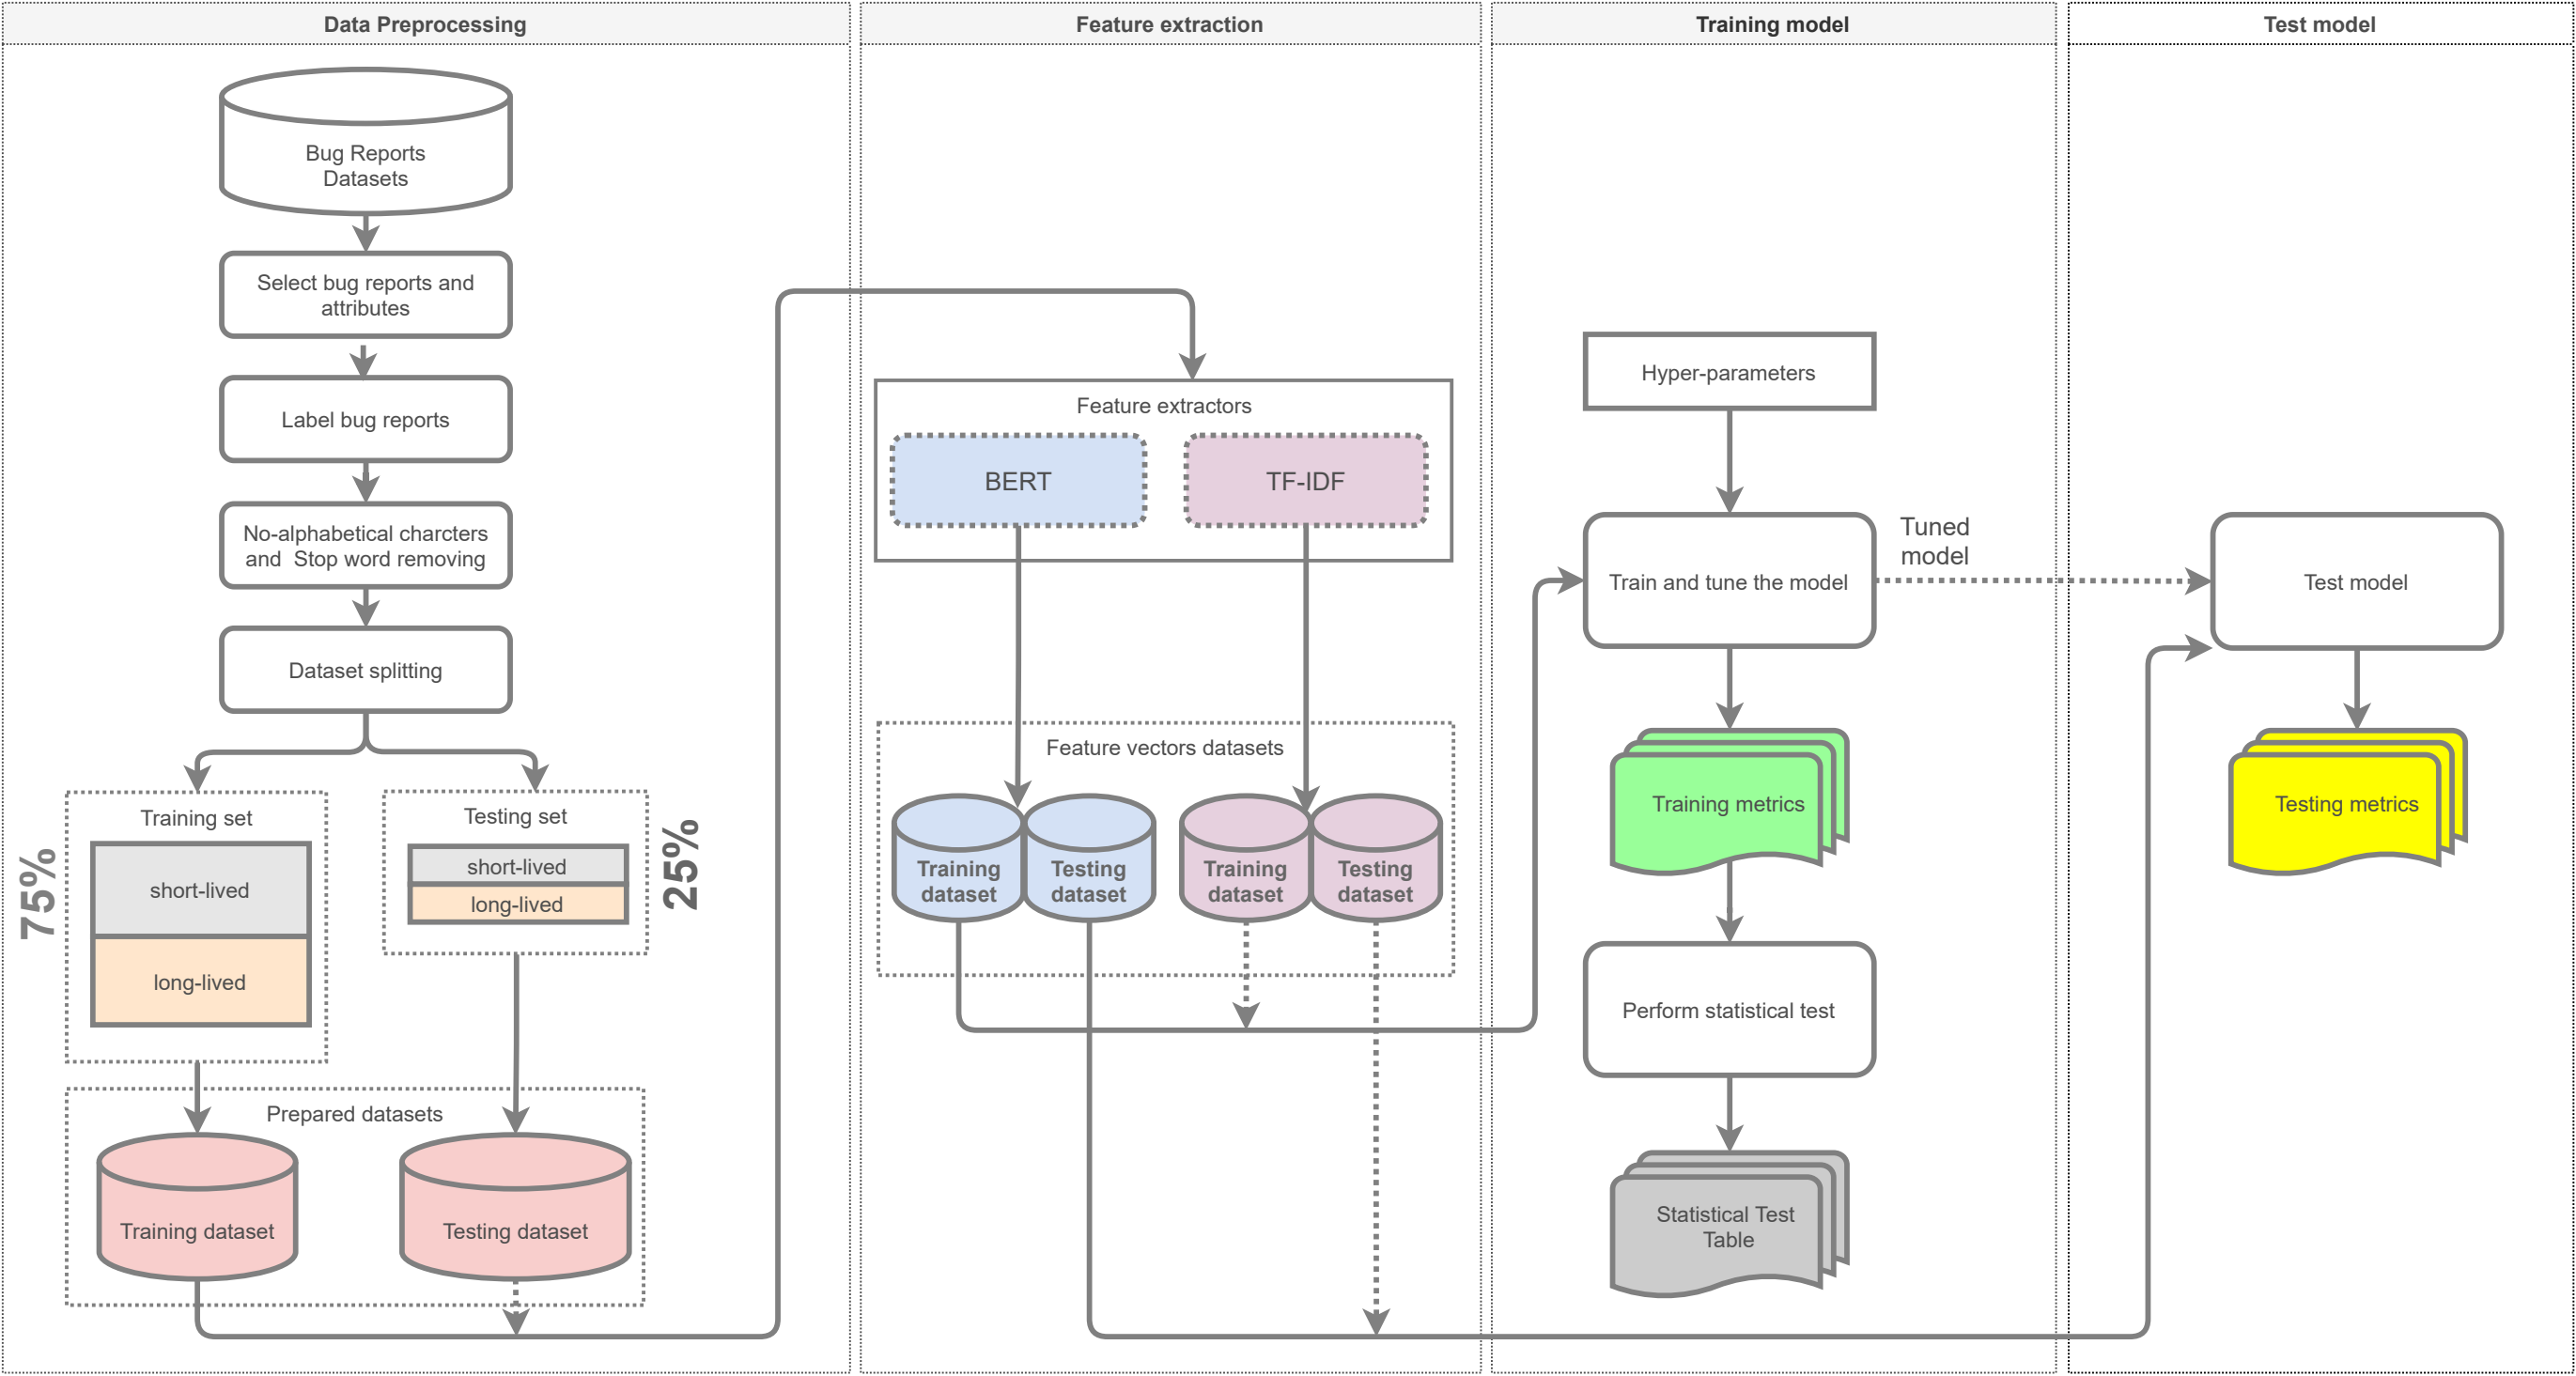 Data Preprocessing
Bug Reports
Datasets
Select bug reports and
attributes
Label bug reports
No-alphabetical charcters
and  Stop word removing
Dataset splitting
75%
Training set
short-lived
long-lived
Testing set
short-lived
long-lived
25%
Prepared datasets
Training dataset
Testing dataset
Feature extraction
Feature extractors
BERT
TF-IDF
Feature vectors datasets
Training
dataset
Testing
dataset
Training
dataset
Testing
dataset
Training model
Hyper-parameters
Train and tune the model
Tuned
model
Training metrics
Perform statistical test
Statistical Test
Table
Test model
Test model
Testing metrics